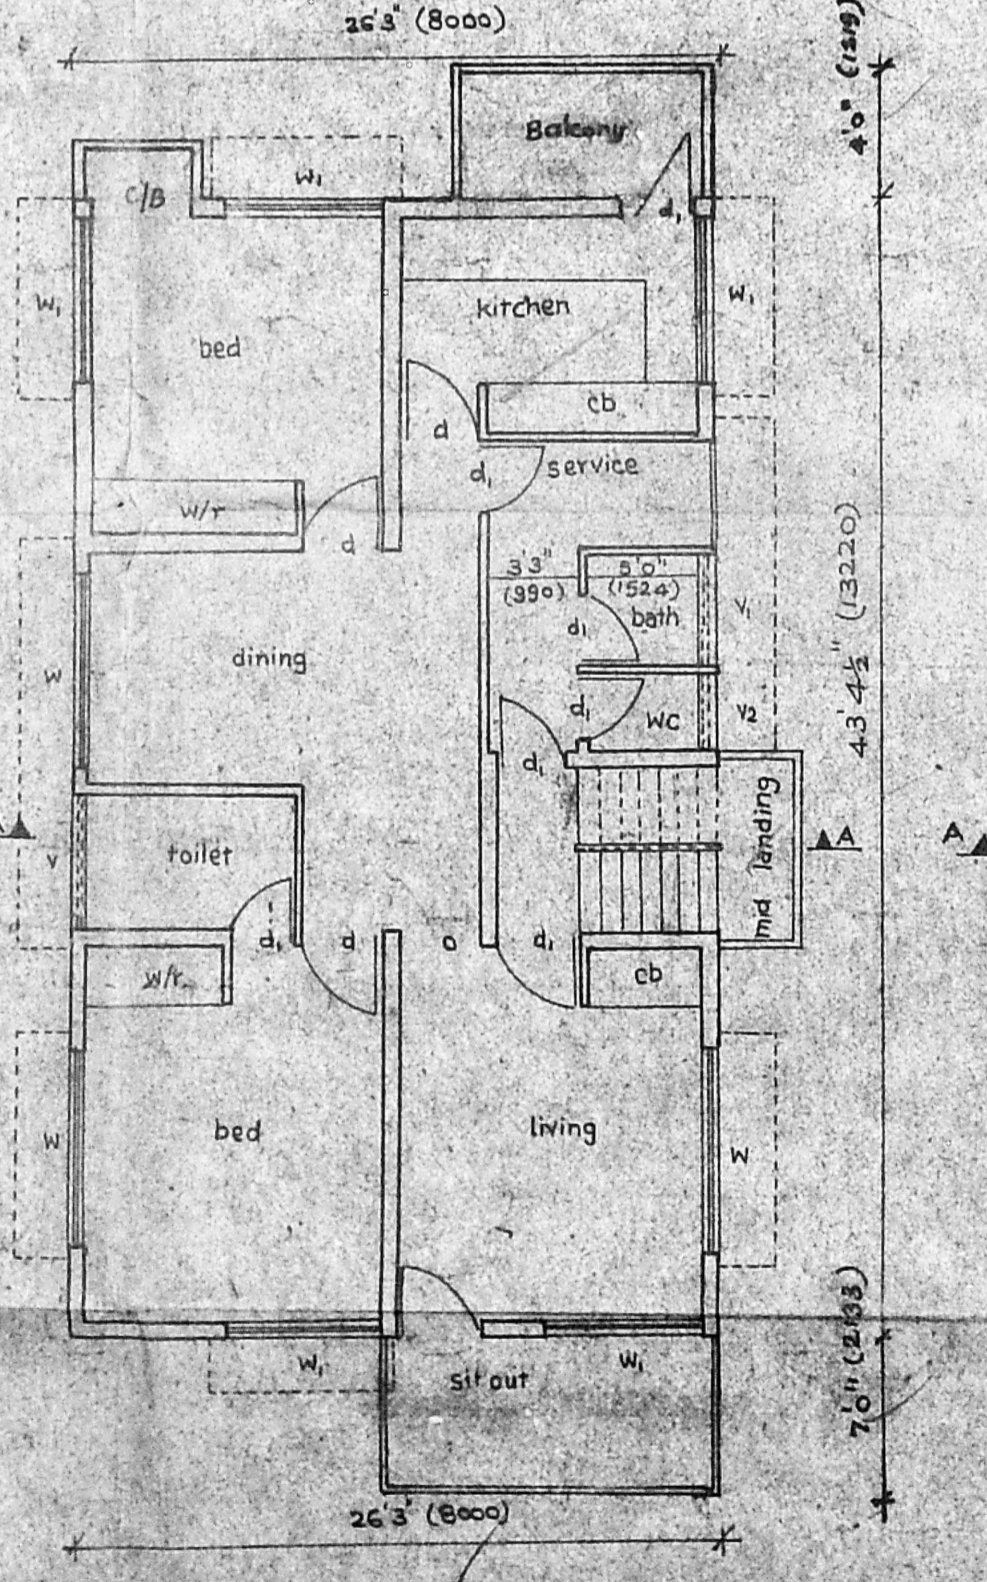 26'3" (8000)
4'0" (1219)
Balcony
W1
C/B
d1
W1
kitchen
W1
bed
cb
d
d1
service
w/r
d
3'3"
(990)
5'0"
(1524)
bath
V1
43'4½" (13220)
d1
dining
W
d1
WC
V2
d1
mid landing
A
A
V
toilet
d1
d
O
d1
w/r
cb
bed
living
W
W
W1
sit out
W1
7'0" (2133)
26'3" (8000)